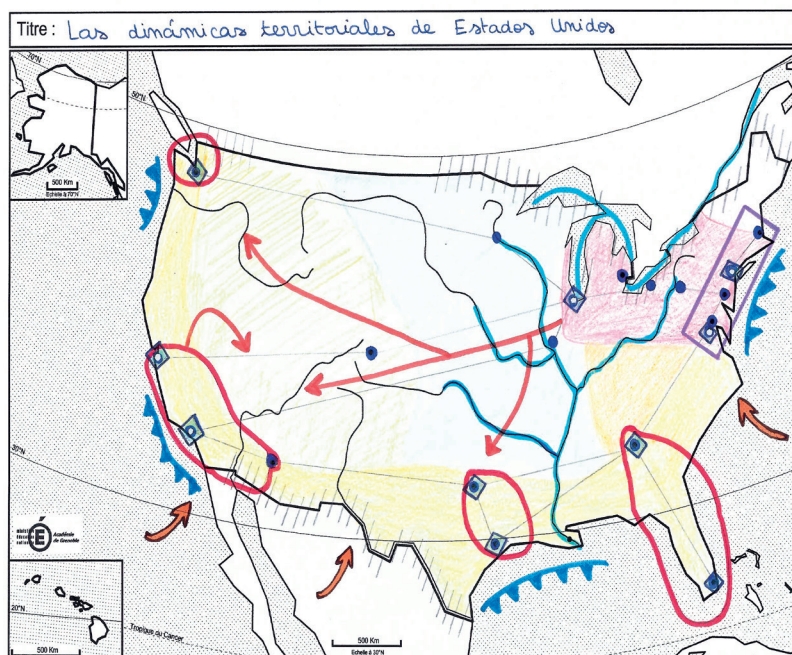 Titre : Las dinámicas territoriales de Estados Unidos
70°N
50°N
500 Km
Echelle à 70°N
30°N
Académie
de Grenoble
20°N
Tropique du Cancer
500 Km
500 Km
Echelle à 30°N